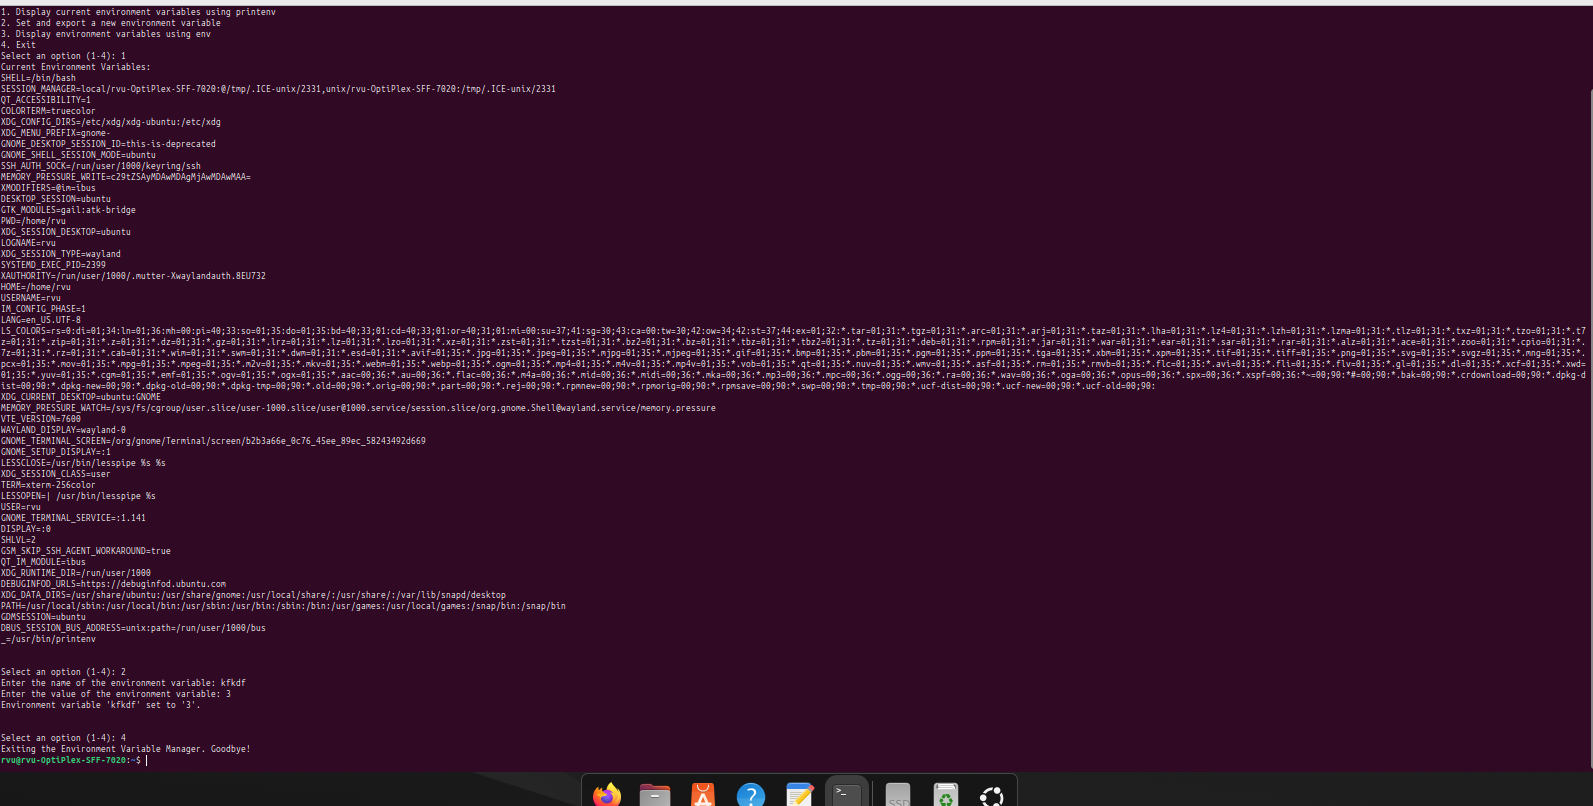 1. Display current environment variables using printenv
2. Set and export a new environment variable
3. Display environment variables using env
4. Exit
Select an option (1-4): 1
Current Environment Variables:
SHELL=/bin/bash
SESSION_MANAGER=local/rvu-OptiPlex-SFF-7020:@/tmp/.ICE-unix/2331,unix/rvu-OptiPlex-SFF-7020:/tmp/.ICE-unix/2331
QT_ACCESSIBILITY=1
COLORTERM=truecolor
XDG_CONFIG_DIRS=/etc/xdg/xdg-ubuntu:/etc/xdg
XDG_MENU_PREFIX=gnome-
GNOME_DESKTOP_SESSION_ID=this-is-deprecated
GNOME_SHELL_SESSION_MODE=ubuntu
SSH_AUTH_SOCK=/run/user/1000/keyring/ssh
MEMORY_PRESSURE_WRITE=c29tZSAyMDAwMDAgMjAwMDAwMAA=
XMODIFIERS=@im=ibus
DESKTOP_SESSION=ubuntu
GTK_MODULES=gail:atk-bridge
PWD=/home/rvu
XDG_SESSION_DESKTOP=ubuntu
LOGNAME=rvu
XDG_SESSION_TYPE=wayland
SYSTEMD_EXEC_PID=2399
XAUTHORITY=/run/user/1000/.mutter-Xwaylandauth.8EU732
HOME=/home/rvu
USERNAME=rvu
IM_CONFIG_PHASE=1
LANG=en_US.UTF-8
LS_COLORS=rs=0:di=01;34:ln=01;36:mh=00:pi=40;33:so=01;35:do=01;35:bd=40;33;01:cd=40;33;01:or=40;31;01:mi=00:su=37;41:sg=30;43:ca=00:tw=30;42:ow=34;42:st=37;44:ex=01;32:*.tar=01;31:*.tgz=01;31:*.arc=01;31:*.arj=01;31:*.taz=01;31:*.lha=01;31:*.lz4=01;31:*.lzh=01;31:*.lzma=01;31:*.tlz=01;31:*.txz=01;31:*.tzo=01;31:*.t7
z=01;31:*.zip=01;31:*.z=01;31:*.dz=01;31:*.gz=01;31:*.lrz=01;31:*.lz=01;31:*.lzo=01;31:*.xz=01;31:*.zst=01;31:*.tzst=01;31:*.bz2=01;31:*.bz=01;31:*.tbz=01;31:*.tbz2=01;31:*.tz=01;31:*.deb=01;31:*.rpm=01;31:*.jar=01;31:*.war=01;31:*.ear=01;31:*.sar=01;31:*.rar=01;31:*.alz=01;31:*.ace=01;31:*.zoo=01;31:*.cpio=01;31:*.
7z=01;31:*.rz=01;31:*.cab=01;31:*.wim=01;31:*.swm=01;31:*.dwm=01;31:*.esd=01;31:*.avif=01;35:*.jpg=01;35:*.jpeg=01;35:*.mjpg=01;35:*.mjpeg=01;35:*.gif=01;35:*.bmp=01;35:*.pbm=01;35:*.pgm=01;35:*.ppm=01;35:*.tga=01;35:*.xbm=01;35:*.xpm=01;35:*.tif=01;35:*.tiff=01;35:*.png=01;35:*.svg=01;35:*.svgz=01;35:*.mng=01;35:*.
pcx=01;35:*.mov=01;35:*.mpg=01;35:*.mpeg=01;35:*.m2v=01;35:*.mkv=01;35:*.webm=01;35:*.webp=01;35:*.ogm=01;35:*.mp4=01;35:*.m4v=01;35:*.mp4v=01;35:*.vob=01;35:*.qt=01;35:*.nuv=01;35:*.wmv=01;35:*.asf=01;35:*.rm=01;35:*.rmvb=01;35:*.flc=01;35:*.avi=01;35:*.fli=01;35:*.flv=01;35:*.gl=01;35:*.dl=01;35:*.xcf=01;35:*.xwd=
01;35:*.yuv=01;35:*.cgm=01;35:*.emf=01;35:*.ogv=01;35:*.ogx=01;35:*.aac=00;36:*.au=00;36:*.flac=00;36:*.m4a=00;36:*.mid=00;36:*.midi=00;36:*.mka=00;36:*.mp3=00;36:*.mpc=00;36:*.ogg=00;36:*.ra=00;36:*.wav=00;36:*.oga=00;36:*.opus=00;36:*.spx=00;36:*.xspf=00;36:*~=00;90:*#=00;90:*.bak=00;90:*.crdownload=00;90:*.dpkg-d
ist=00;90:*.dpkg-new=00;90:*.dpkg-old=00;90:*.dpkg-tmp=00;90:*.old=00;90:*.orig=00;90:*.part=00;90:*.rej=00;90:*.rpmnew=00;90:*.rpmorig=00;90:*.rpmsave=00;90:*.swp=00;90:*.tmp=00;90:*.ucf-dist=00;90:*.ucf-new=00;90:*.ucf-old=00;90:
XDG_CURRENT_DESKTOP=ubuntu:GNOME
MEMORY_PRESSURE_WATCH=/sys/fs/cgroup/user.slice/user-1000.slice/user@1000.service/session.slice/org.gnome.Shell@wayland.service/memory.pressure
VTE_VERSION=7600
WAYLAND_DISPLAY=wayland-0
GNOME_TERMINAL_SCREEN=/org/gnome/Terminal/screen/b2b3a66e_0c76_45ee_89ec_58243492d669
GNOME_SETUP_DISPLAY=:1
LESSCLOSE=/usr/bin/lesspipe %s %s
XDG_SESSION_CLASS=user
TERM=xterm-256color
LESSOPEN=| /usr/bin/lesspipe %s
USER=rvu
GNOME_TERMINAL_SERVICE=:1.141
DISPLAY=:0
SHLVL=2
GSM_SKIP_SSH_AGENT_WORKAROUND=true
QT_IM_MODULE=ibus
XDG_RUNTIME_DIR=/run/user/1000
DEBUGINFOD_URLS=https://debuginfod.ubuntu.com
XDG_DATA_DIRS=/usr/share/ubuntu:/usr/share/gnome:/usr/local/share/:/usr/share/:/var/lib/snapd/desktop
PATH=/usr/local/sbin:/usr/local/bin:/usr/sbin:/usr/bin:/sbin:/bin:/usr/games:/usr/local/games:/snap/bin:/snap/bin
GDMSESSION=ubuntu
DBUS_SESSION_BUS_ADDRESS=unix:path=/run/user/1000/bus
_=/usr/bin/printenv
Select an option (1-4): 2
Enter the name of the environment variable: kfkdf
Enter the value of the environment variable: 3
Environment variable 'kfkdf' set to '3'.
Select an option (1-4): 4
Exiting the Environment Variable Manager. Goodbye!
rvu@rvu-OptiPlex-SFF-7020:~$
>_
?
SSD